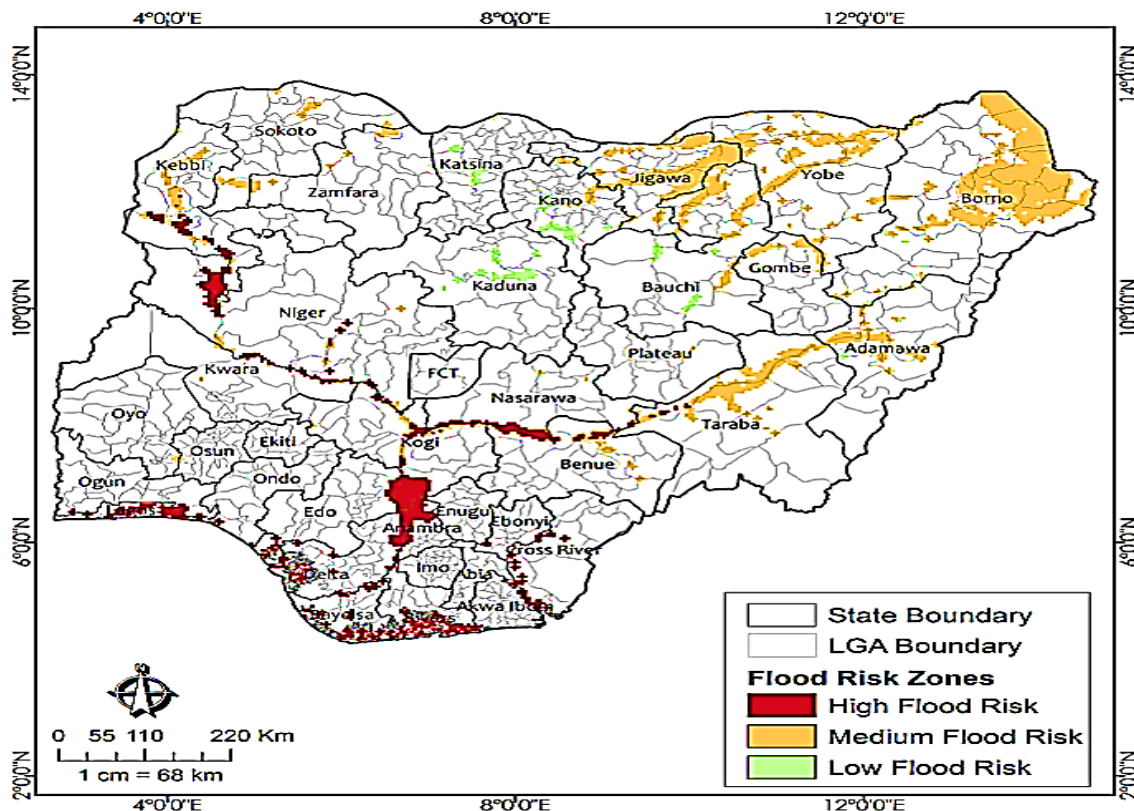 4°0'0"E 8°0'0"E 12°0'0"E
14°0'0"N
14°0'0"N
Sokoto
Katsina
Kebbi
Zamfara
Jigawa
Yobe
Kano
Borno
Gombe
Kaduna
Bauchi
10°0'0"N
10°0'0"N
Niger
Adamawa
Plateau
Kwara
FCT
Nasarawa
Oyo
Taraba
Kogi
Ekiti
Osun
Benue
Ogun
Ondo
Lagos
Edo
Enugu
Anambra
Ebonyi
6°0'0"N
6°0'0"N
Cross River
Delta
Imo
Abia
Akwa Ibom
Bayelsa
Rivers
State Boundary
LGA Boundary
Flood Risk Zones
High Flood Risk
Medium Flood Risk
Low Flood Risk
N
0 55 110 220 Km
1 cm = 68 km
2°0'0"N
2°0'0"N
4°0'0"E 8°0'0"E 12°0'0"E